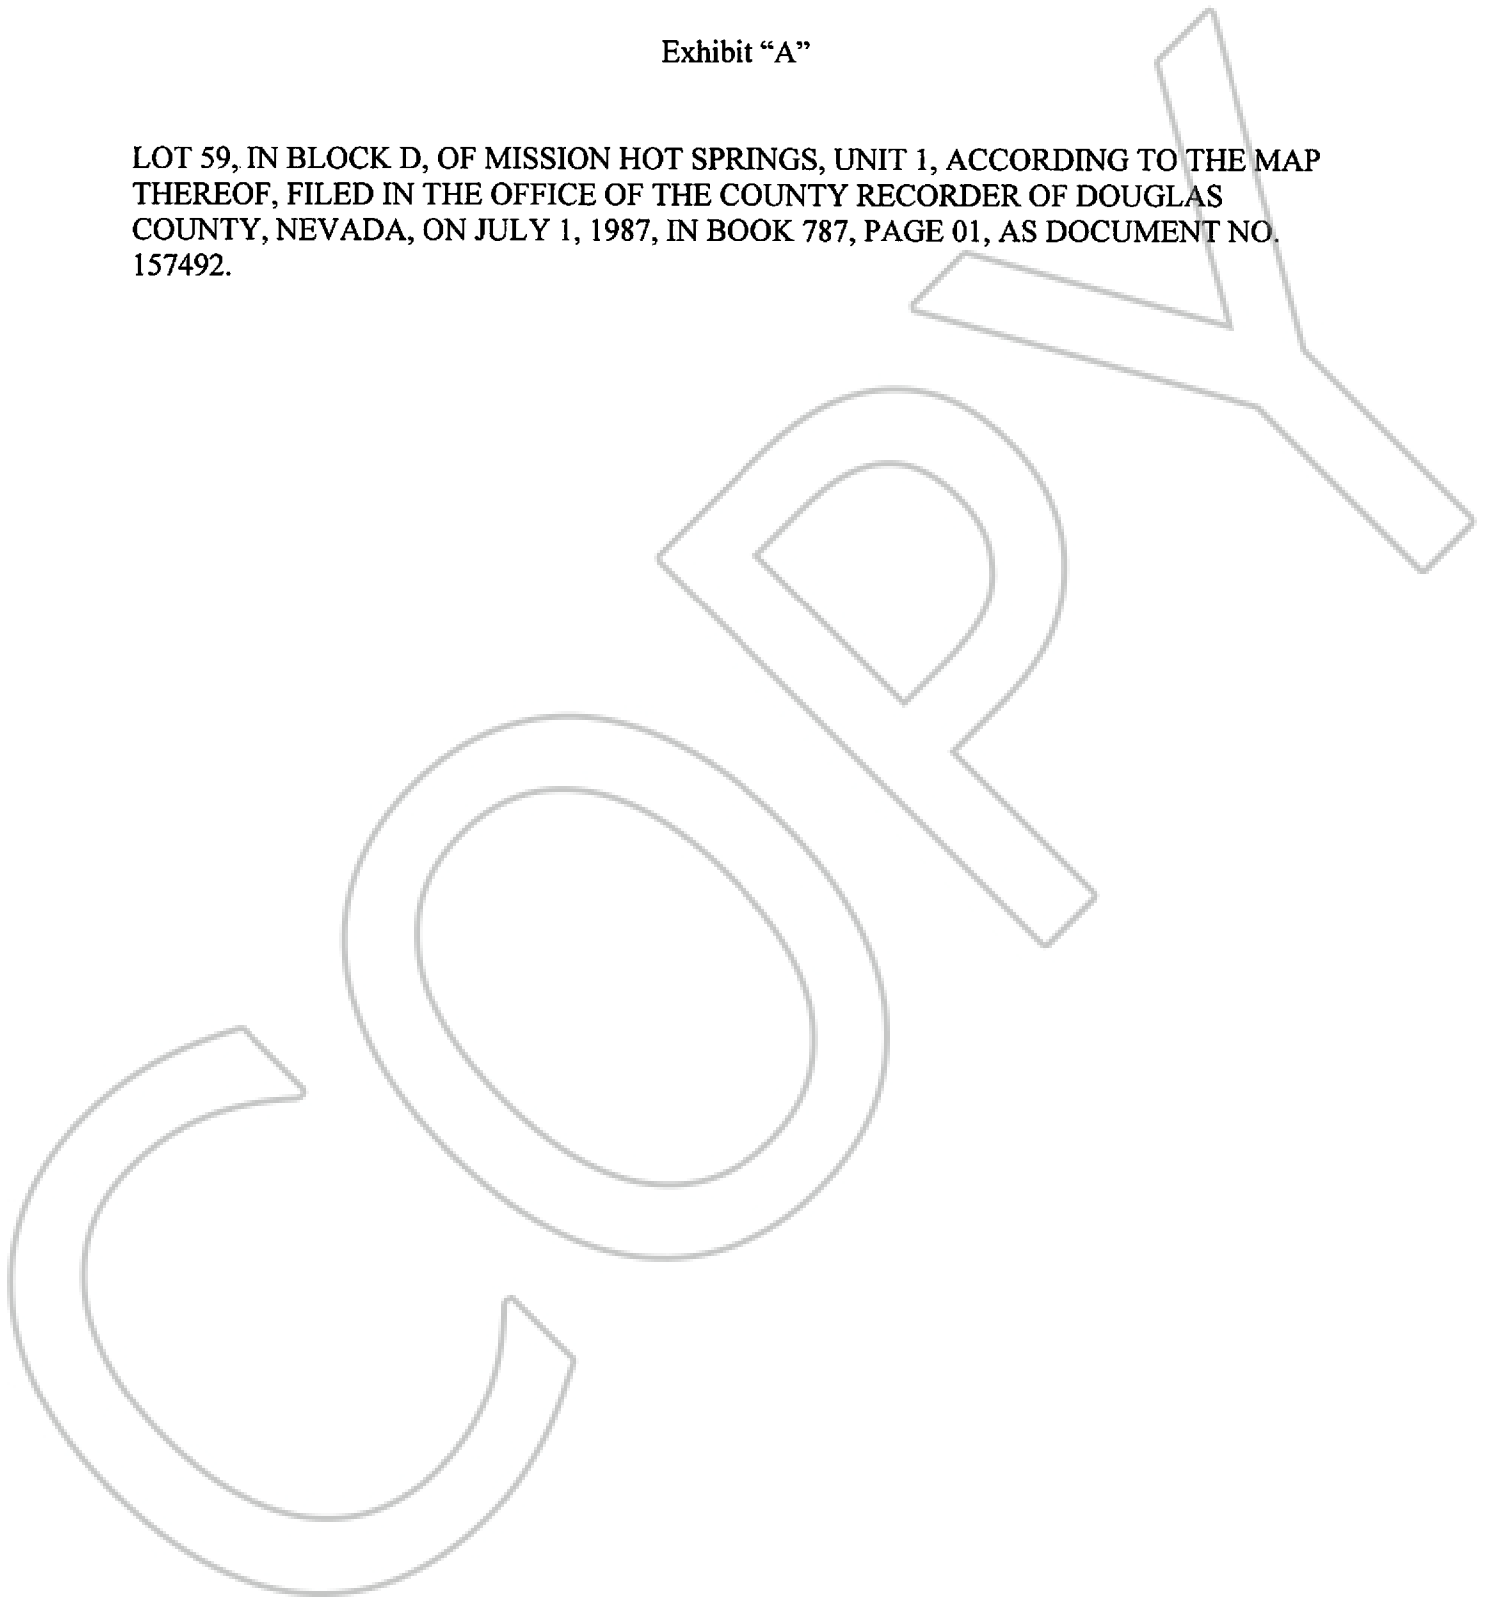 Exhibit “A”
LOT 59, IN BLOCK D, OF MISSION HOT SPRINGS, UNIT 1, ACCORDING TO THE MAP
THEREOF, FILED IN THE OFFICE OF THE COUNTY RECORDER OF DOUGLAS
COUNTY, NEVADA, ON JULY 1, 1987, IN BOOK 787, PAGE 01, AS DOCUMENT NO.
157492.
COPY